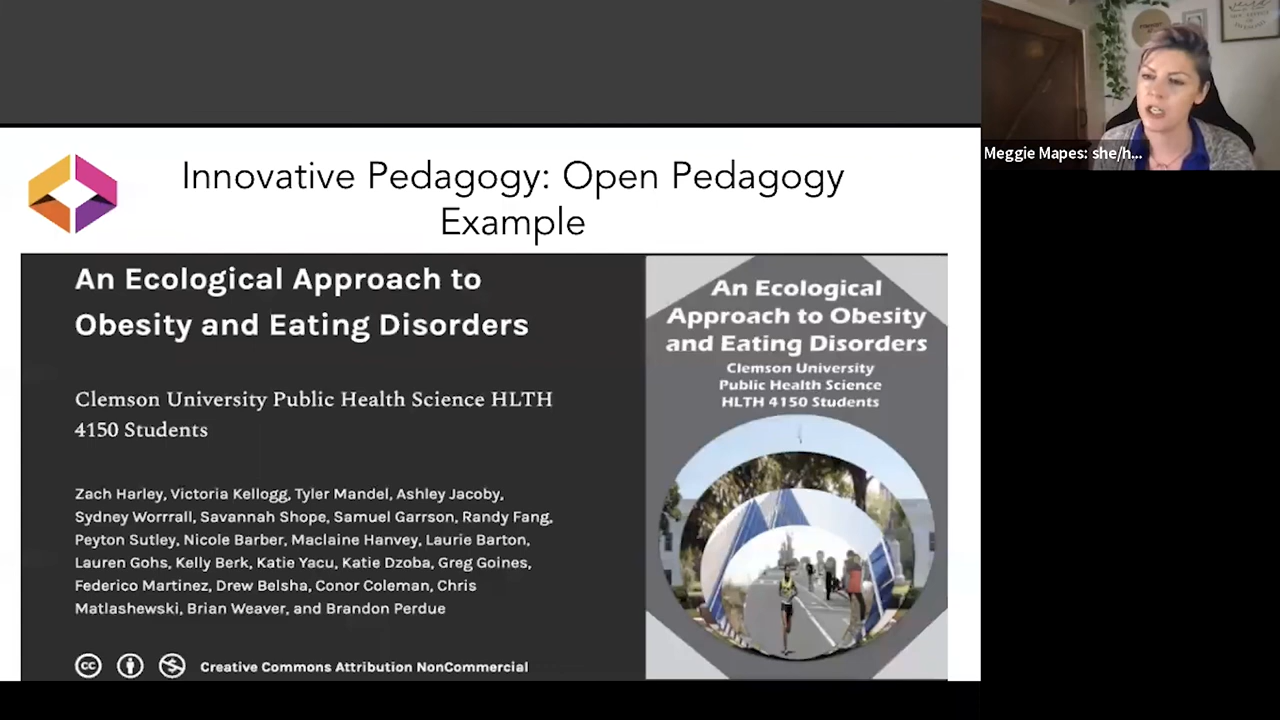 Innovative Pedagogy: Open Pedagogy
Example
An Ecological Approach to
Obesity and Eating Disorders
Clemson University Public Health Science HLTH
4150 Students
Zach Harley, Victoria Kellogg, Tyler Mandel, Ashley Jacoby,
Sydney Worrrall, Savannah Shope, Samuel Garrson, Randy Fang,
Peyton Sutley, Nicole Barber, Maclaine Hanvey, Laurie Barton,
Lauren Gohs, Kelly Berk, Katie Yacu, Katie Dzoba, Greg Goines,
Federico Martinez, Drew Belsha, Conor Coleman, Chris
Matlashewski, Brian Weaver, and Brandon Perdue
cc
Creative Commons Attribution NonCommercial
An Ecological
Approach to Obesity
and Eating Disorders
Clemson University
Public Health Science
HLTH 4150 Students
Meggie Mapes: she/h...